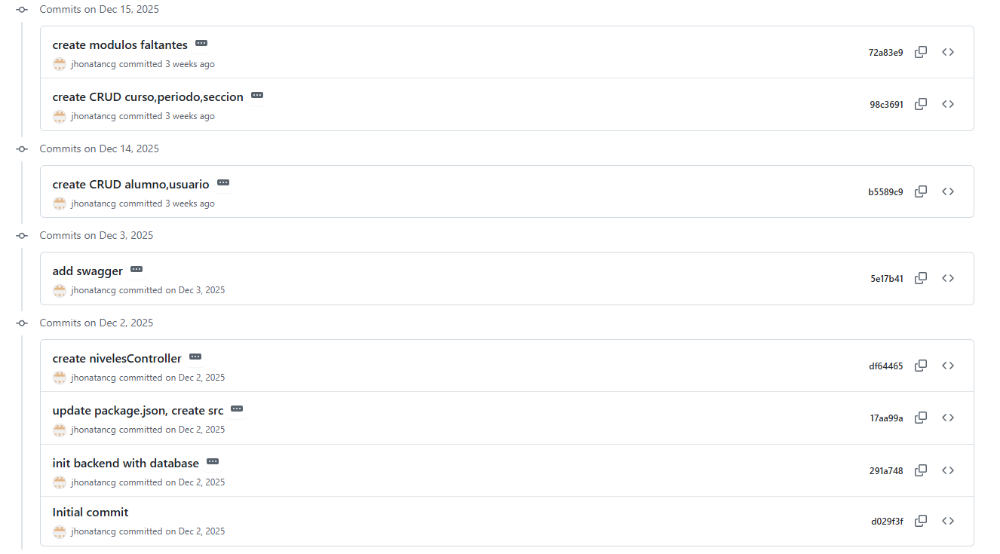 Commits on Dec 15, 2025
create modulos faltantes
jhonatancg committed 3 weeks ago
72a83e9
create CRUD curso,periodo,seccion
jhonatancg committed 3 weeks ago
98c3691
Commits on Dec 14, 2025
create CRUD alumno,usuario
jhonatancg committed 3 weeks ago
b5589c9
Commits on Dec 3, 2025
add swagger
jhonatancg committed on Dec 3, 2025
5e17b41
Commits on Dec 2, 2025
create nivelesController
jhonatancg committed on Dec 2, 2025
df64465
update package.json, create src
jhonatancg committed on Dec 2, 2025
17aa99a
init backend with database
jhonatancg committed on Dec 2, 2025
291a748
Initial commit
jhonatancg committed on Dec 2, 2025
d029f3f